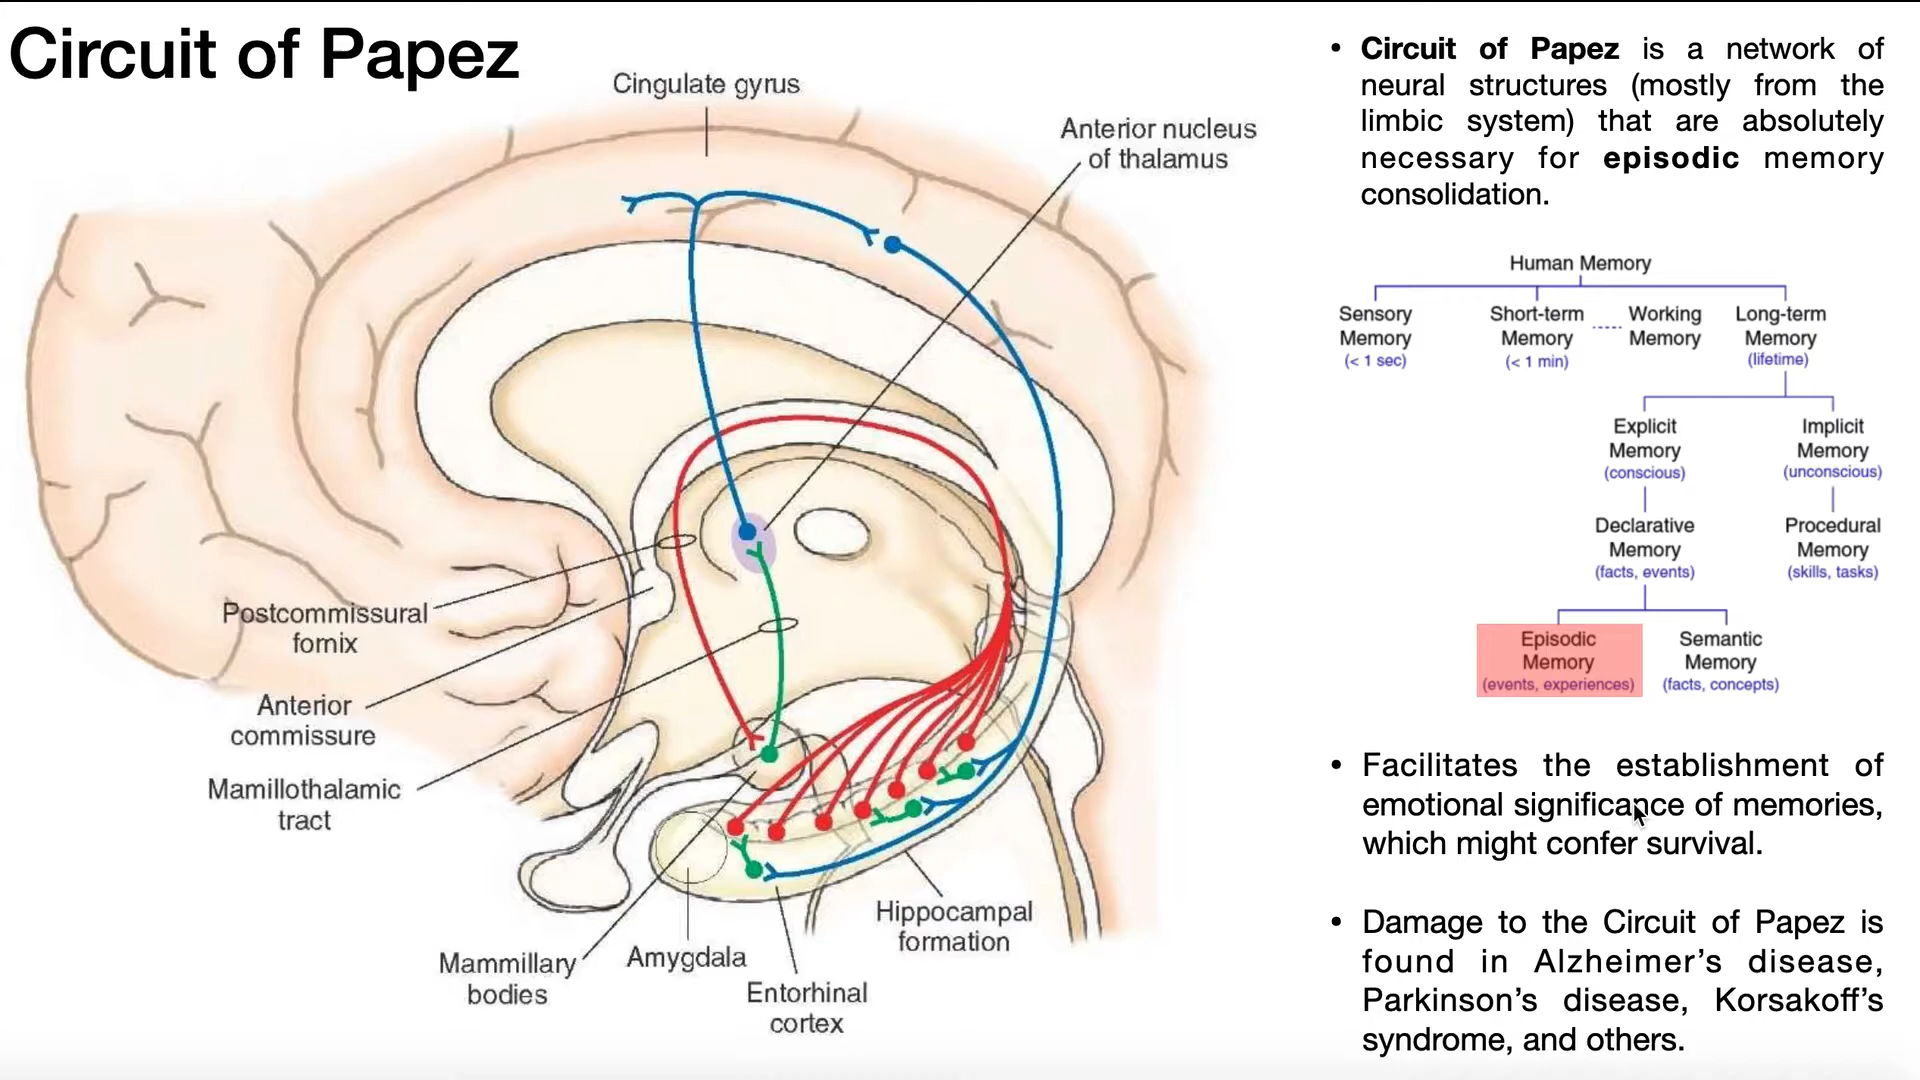 Circuit of Papez
Cingulate gyrus
Anterior nucleus
of thalamus
Postcommissural
fornix
Anterior
commissure
Mamillothalamic
tract
Mammillary
bodies
Amygdala
Entorhinal
cortex
Hippocampal
formation
• Circuit of Papez is a network of
neural structures (mostly from the
limbic system) that are absolutely
necessary for episodic memory
consolidation.
Human Memory
Sensory
Memory
(< 1 sec)
Short-term
Memory
(< 1 min)
Working
Memory
Long-term
Memory
(lifetime)
Explicit
Memory
(conscious)
Implicit
Memory
(unconscious)
Declarative
Memory
(facts, events)
Procedural
Memory
(skills, tasks)
Episodic
Memory
(events, experiences)
Semantic
Memory
(facts, concepts)
• Facilitates the establishment of
emotional significance of memories,
which might confer survival.
• Damage to the Circuit of Papez is
found in Alzheimer’s disease,
Parkinson’s disease, Korsakoff’s
syndrome, and others.